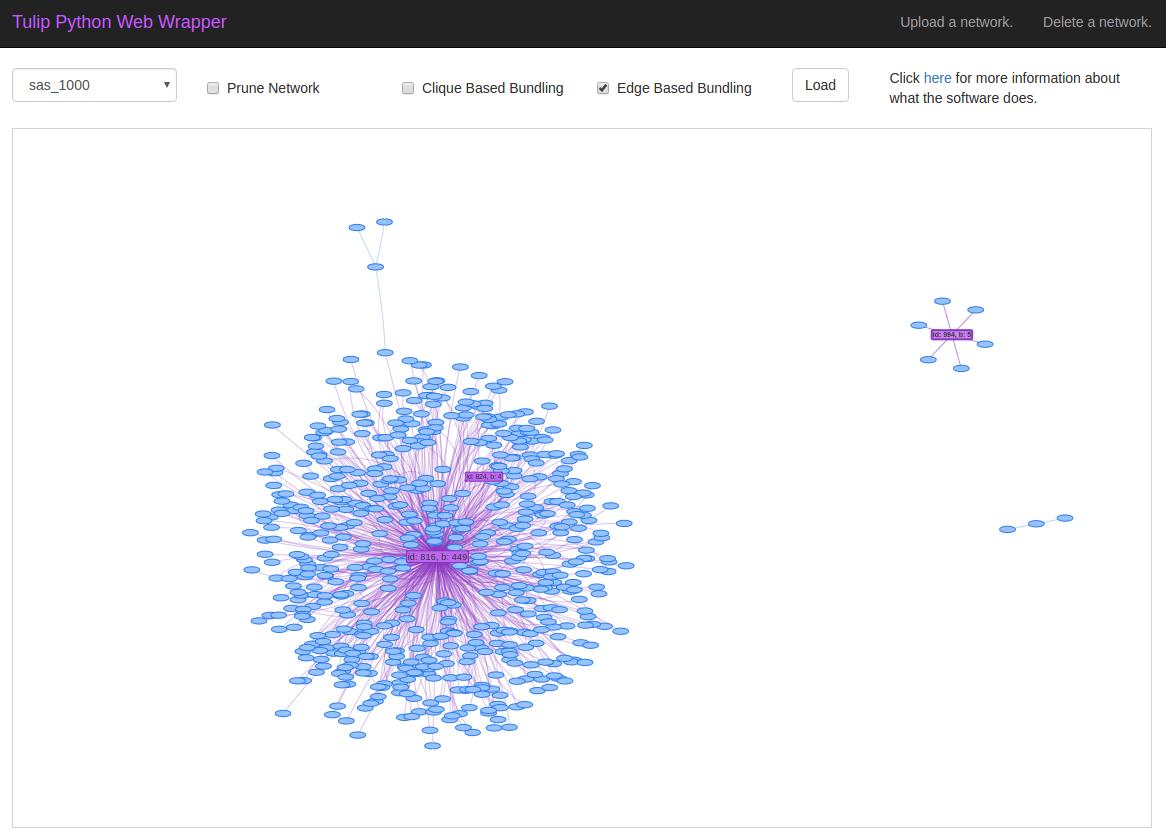 Tulip Python Web Wrapper
Upload a network. Delete a network.
sas_1000
Prune Network
Clique Based Bundling
Edge Based Bundling
Load
Click here for more information about
what the software does.
id: 994, b: 5
id: 824, b: 4
id: 816, b: 449